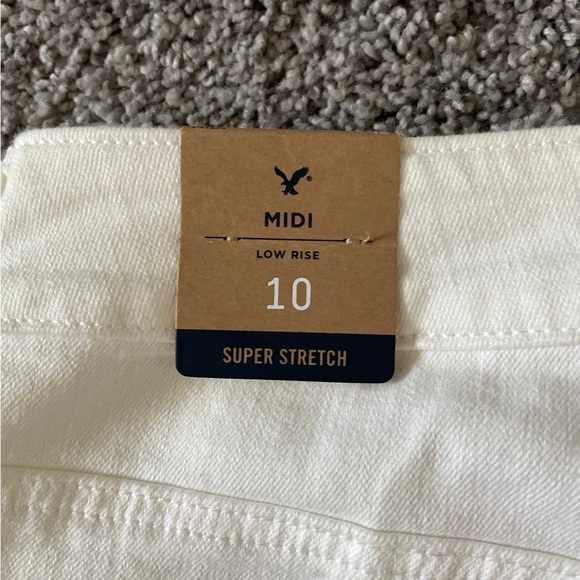 ®
MIDI
LOW RISE
10
SUPER STRETCH